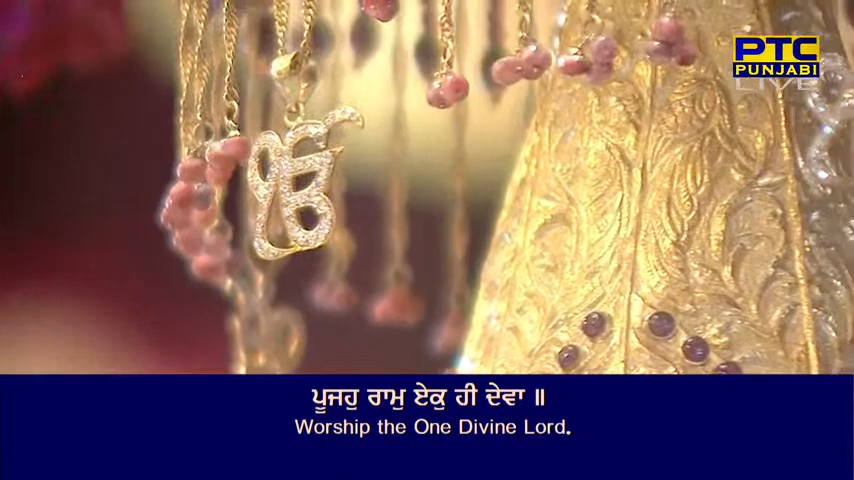 PTC
PUNJABI
LIVE
ੴ
ਪੂਜਹੁ ਰਾਮੁ ਏਕੁ ਹੀ ਦੇਵਾ ॥
Worship the One Divine Lord.